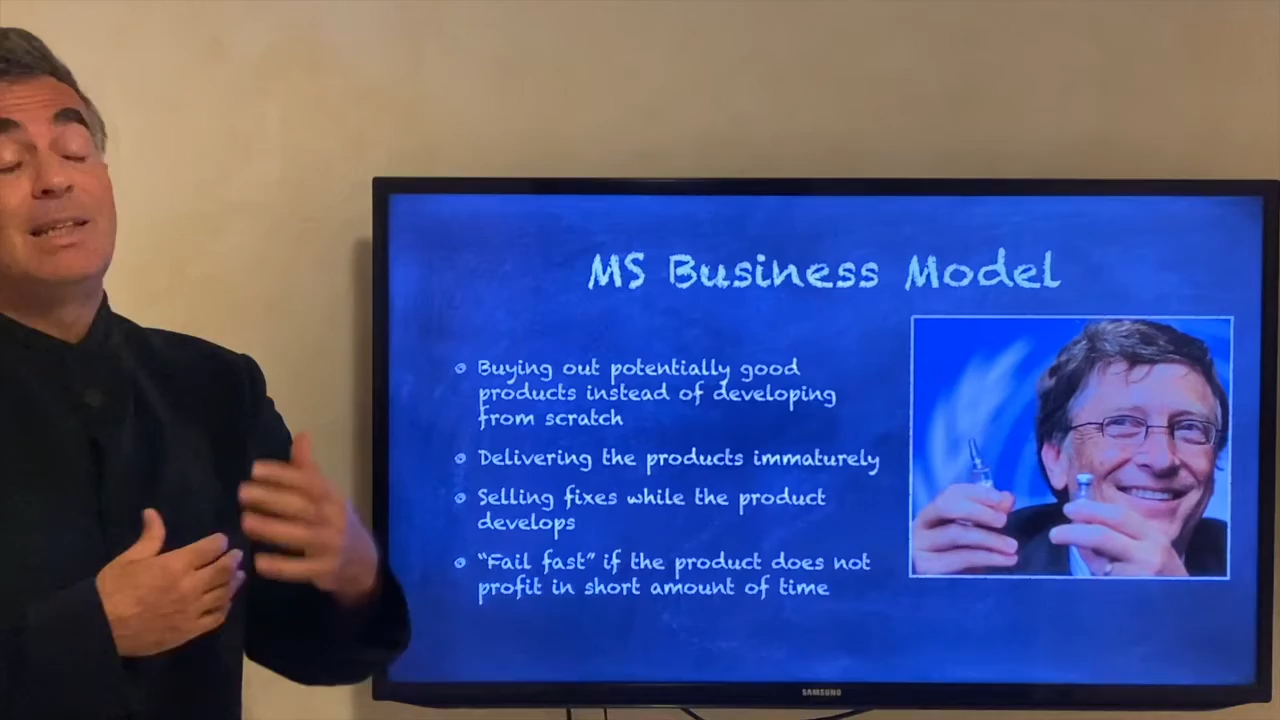 MS Business Model
Buying out potentially good
products instead of developing
from scratch
Delivering the products immaturely
Selling fixes while the product
develops
"Fail fast" if the product does not
profit in short amount of time
SAMSUNG